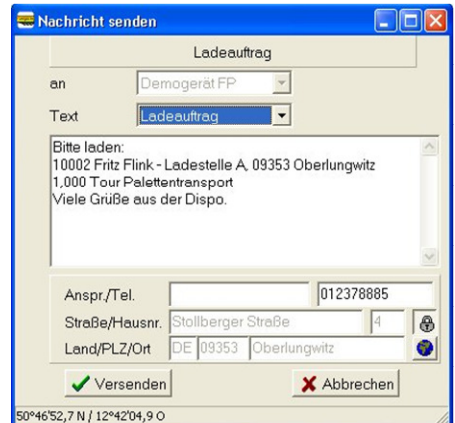 Nachricht senden
Ladeauftrag
an Demogerät FP
Text Ladeauftrag
Bitte laden:
10002 Fritz Flink - Ladestelle A, 09353 Oberlungwitz
1,000 Tour Palettentransport
Viele Grüße aus der Dispo.
Anspr./Tel. 012378885
Straße/Hausnr. Stollberger Straße 4
Land/PLZ/Ort DE 09353 Oberlungwitz
Versenden Abbrechen
50°46'52,7 N / 12°42'04,9 O